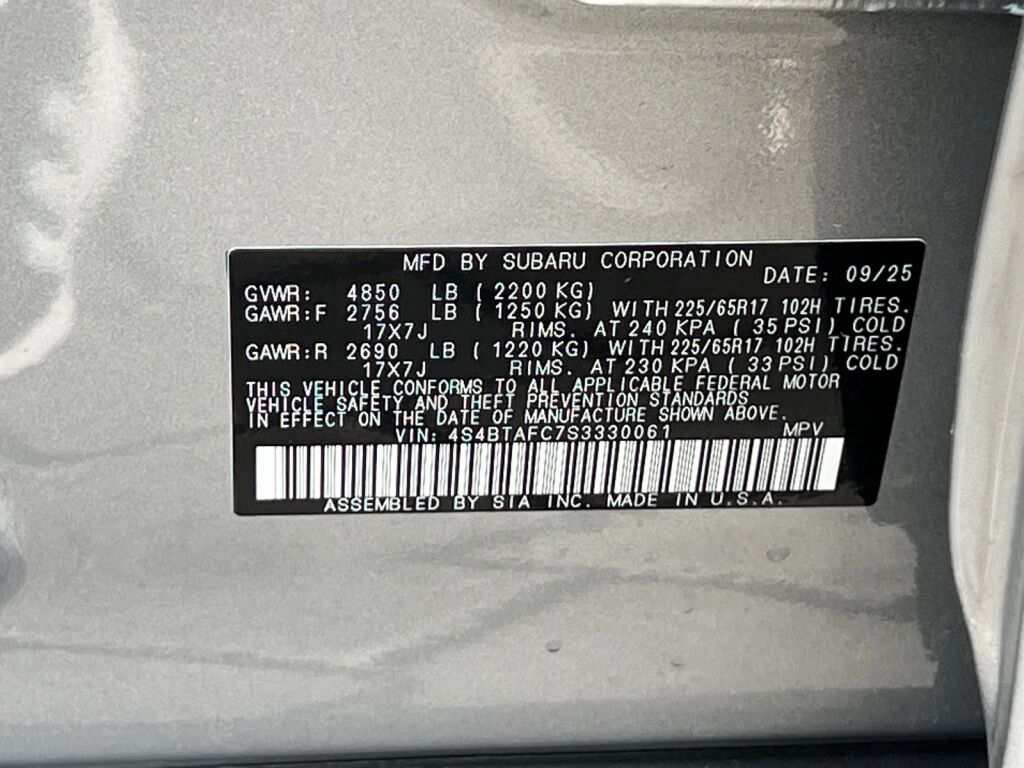 MFD BY SUBARU CORPORATION DATE: 09/25
GVWR: 4850 LB ( 2200 KG)
GAWR:F 2756 LB ( 1250 KG) WITH 225/65R17 102H TIRES.
17X7J RIMS. AT 240 KPA ( 35 PSI) COLD
GAWR:R 2690 LB ( 1220 KG) WITH 225/65R17 102H TIRES.
17X7J RIMS. AT 230 KPA ( 33 PSI) COLD
THIS VEHICLE CONFORMS TO ALL APPLICABLE FEDERAL MOTOR
VEHICLE SAFETY AND THEFT PREVENTION STANDARDS
IN EFFECT ON THE DATE OF MANUFACTURE SHOWN ABOVE.
VIN: 4S4BTAFC7S3330061 MPV
ASSEMBLED BY SIA INC. MADE IN U.S.A.